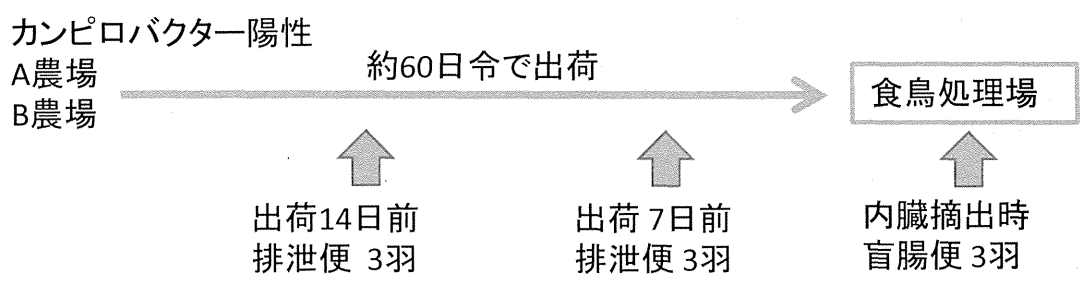 カンピロバクター陽性
A農場
B農場
約60日令で出荷
食鳥処理場
出荷14日前
排泄便 3羽
出荷 7日前
排泄便 3羽
内臓摘出時
盲腸便 3羽